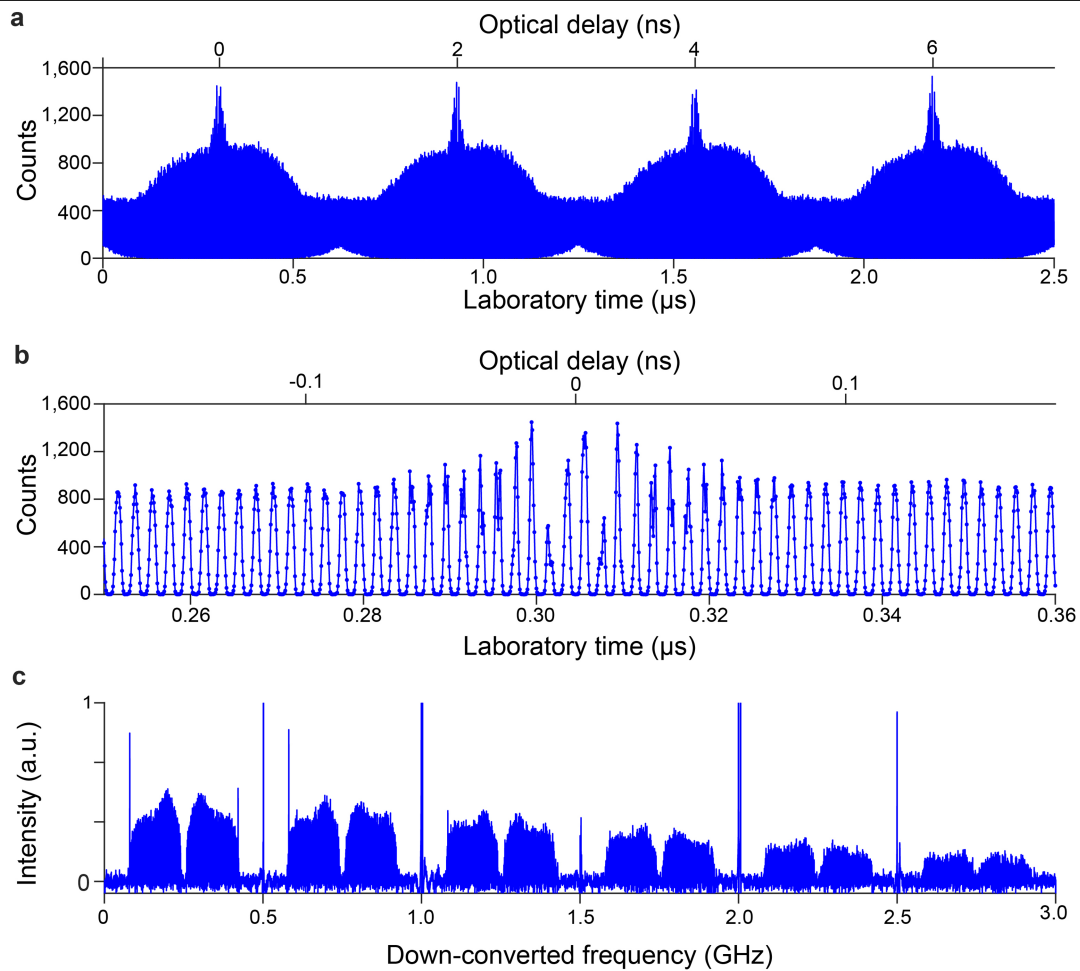 a
Optical delay (ns)
0 2 4 6
1,600
1,200
800
400
0
Counts
0 0.5 1.0 1.5 2.0 2.5
Laboratory time (µs)
b
Optical delay (ns)
-0.1 0 0.1
1,600
1,200
800
400
0
Counts
0.26 0.28 0.30 0.32 0.34 0.36
Laboratory time (µs)
c
1
0
Intensity (a.u.)
0 0.5 1.0 1.5 2.0 2.5 3.0
Down-converted frequency (GHz)